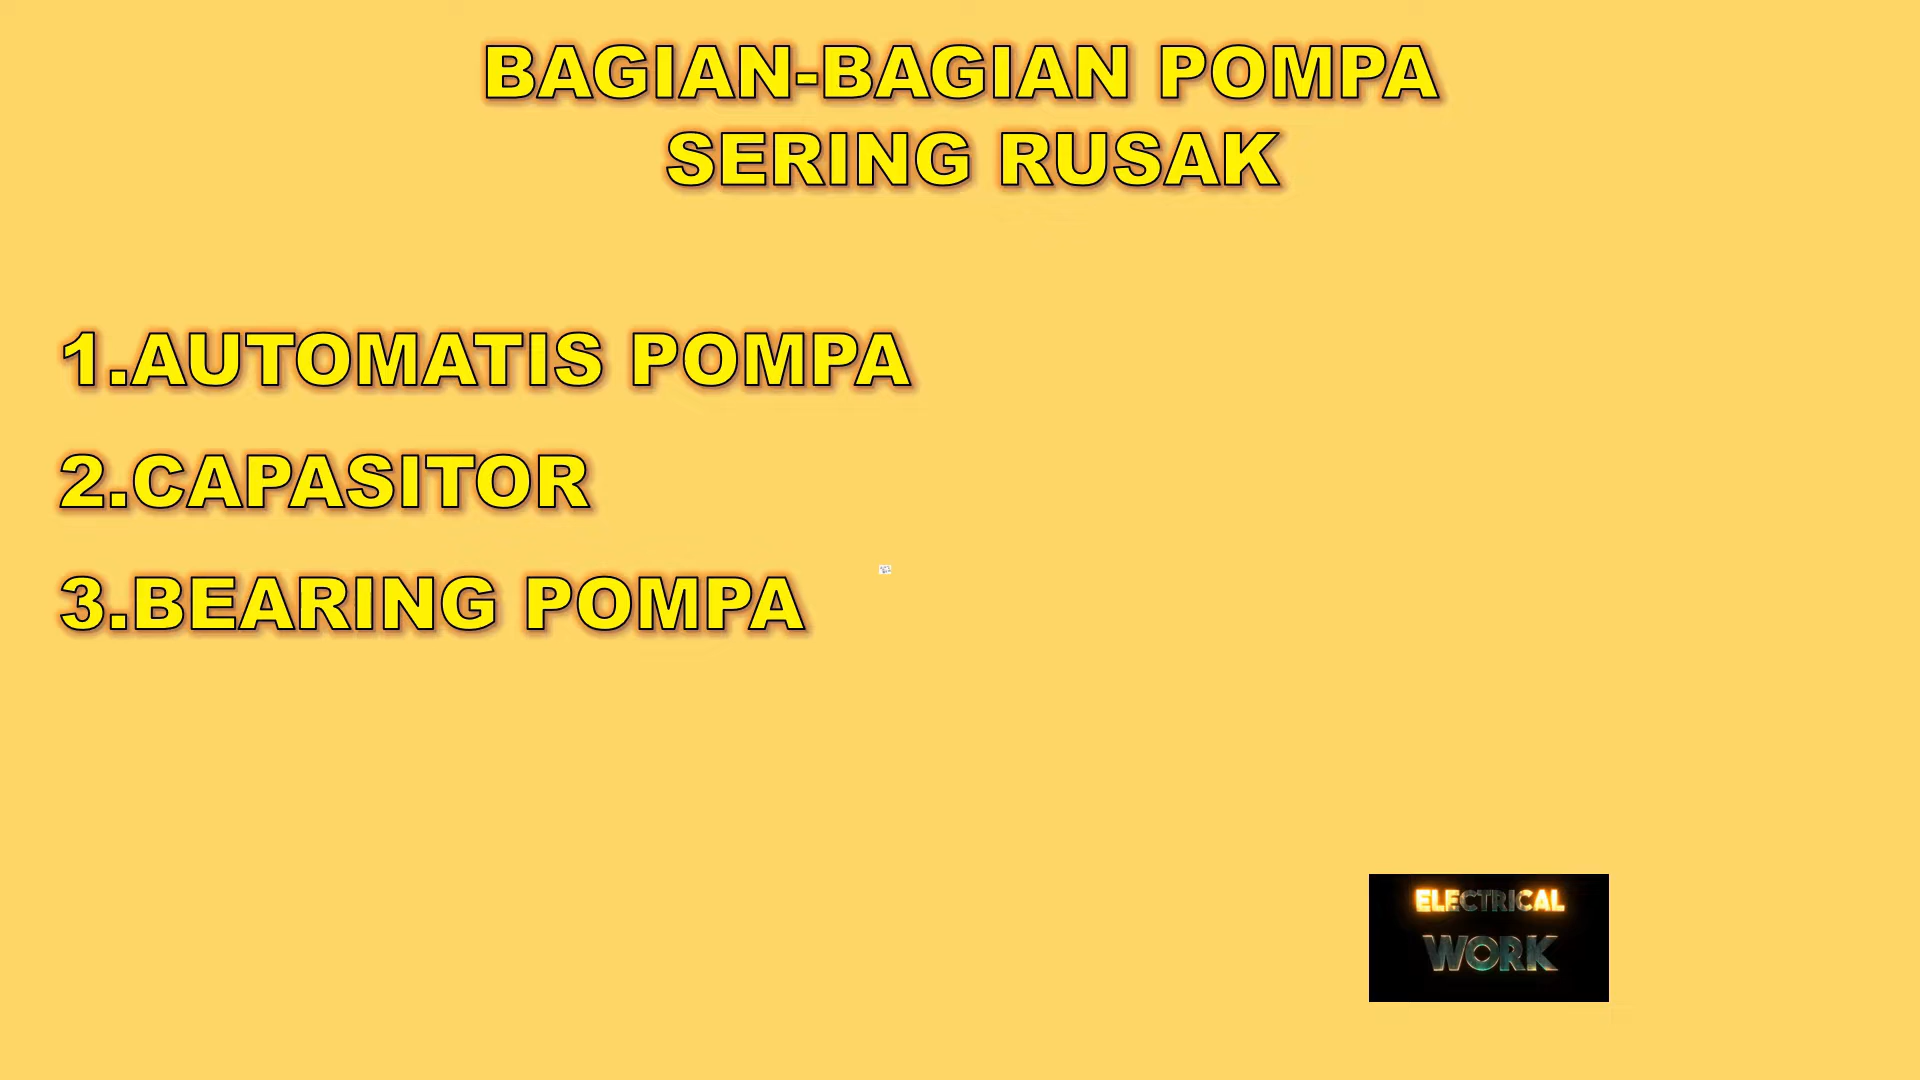 BAGIAN-BAGIAN POMPA
SERING RUSAK
1.AUTOMATIS POMPA
2.CAPASITOR
3.BEARING POMPA
ELECTRICAL
WORK